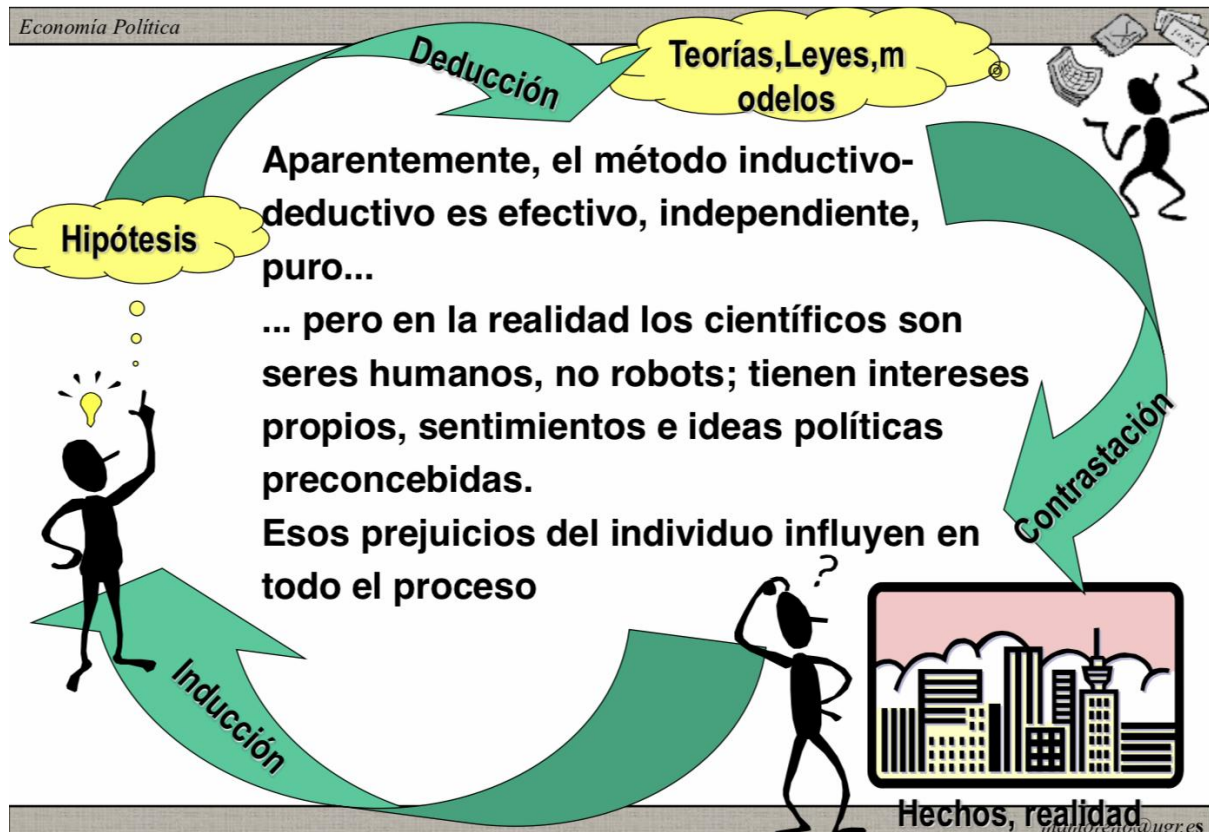 Economía Política
Deducción
Teorías,Leyes,m
odelos
Aparentemente, el método inductivo-
deductivo es efectivo, independiente,
puro...
... pero en la realidad los científicos son
seres humanos, no robots; tienen intereses
propios, sentimientos e ideas políticas
preconcebidas.
Esos prejuicios del individuo influyen en
todo el proceso
Hipótesis
Contrastación
?
Inducción
Hechos, realidad
@ugr.es